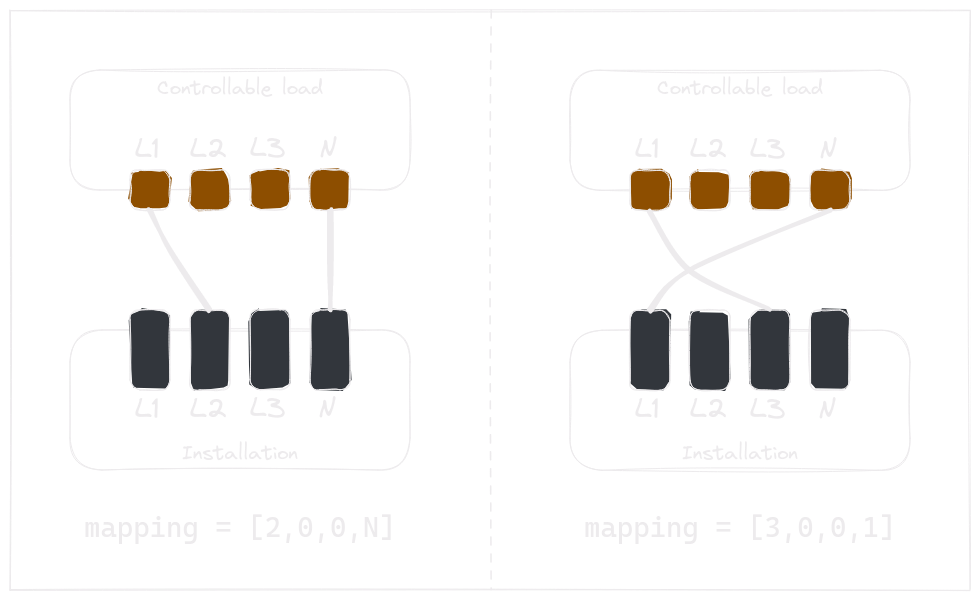 Controllable load
L1 L2 L3 N
L1 L2 L3 N
Installation
mapping = [2,0,0,N]
Controllable load
L1 L2 L3 N
L1 L2 L3 N
Installation
mapping = [3,0,0,1]